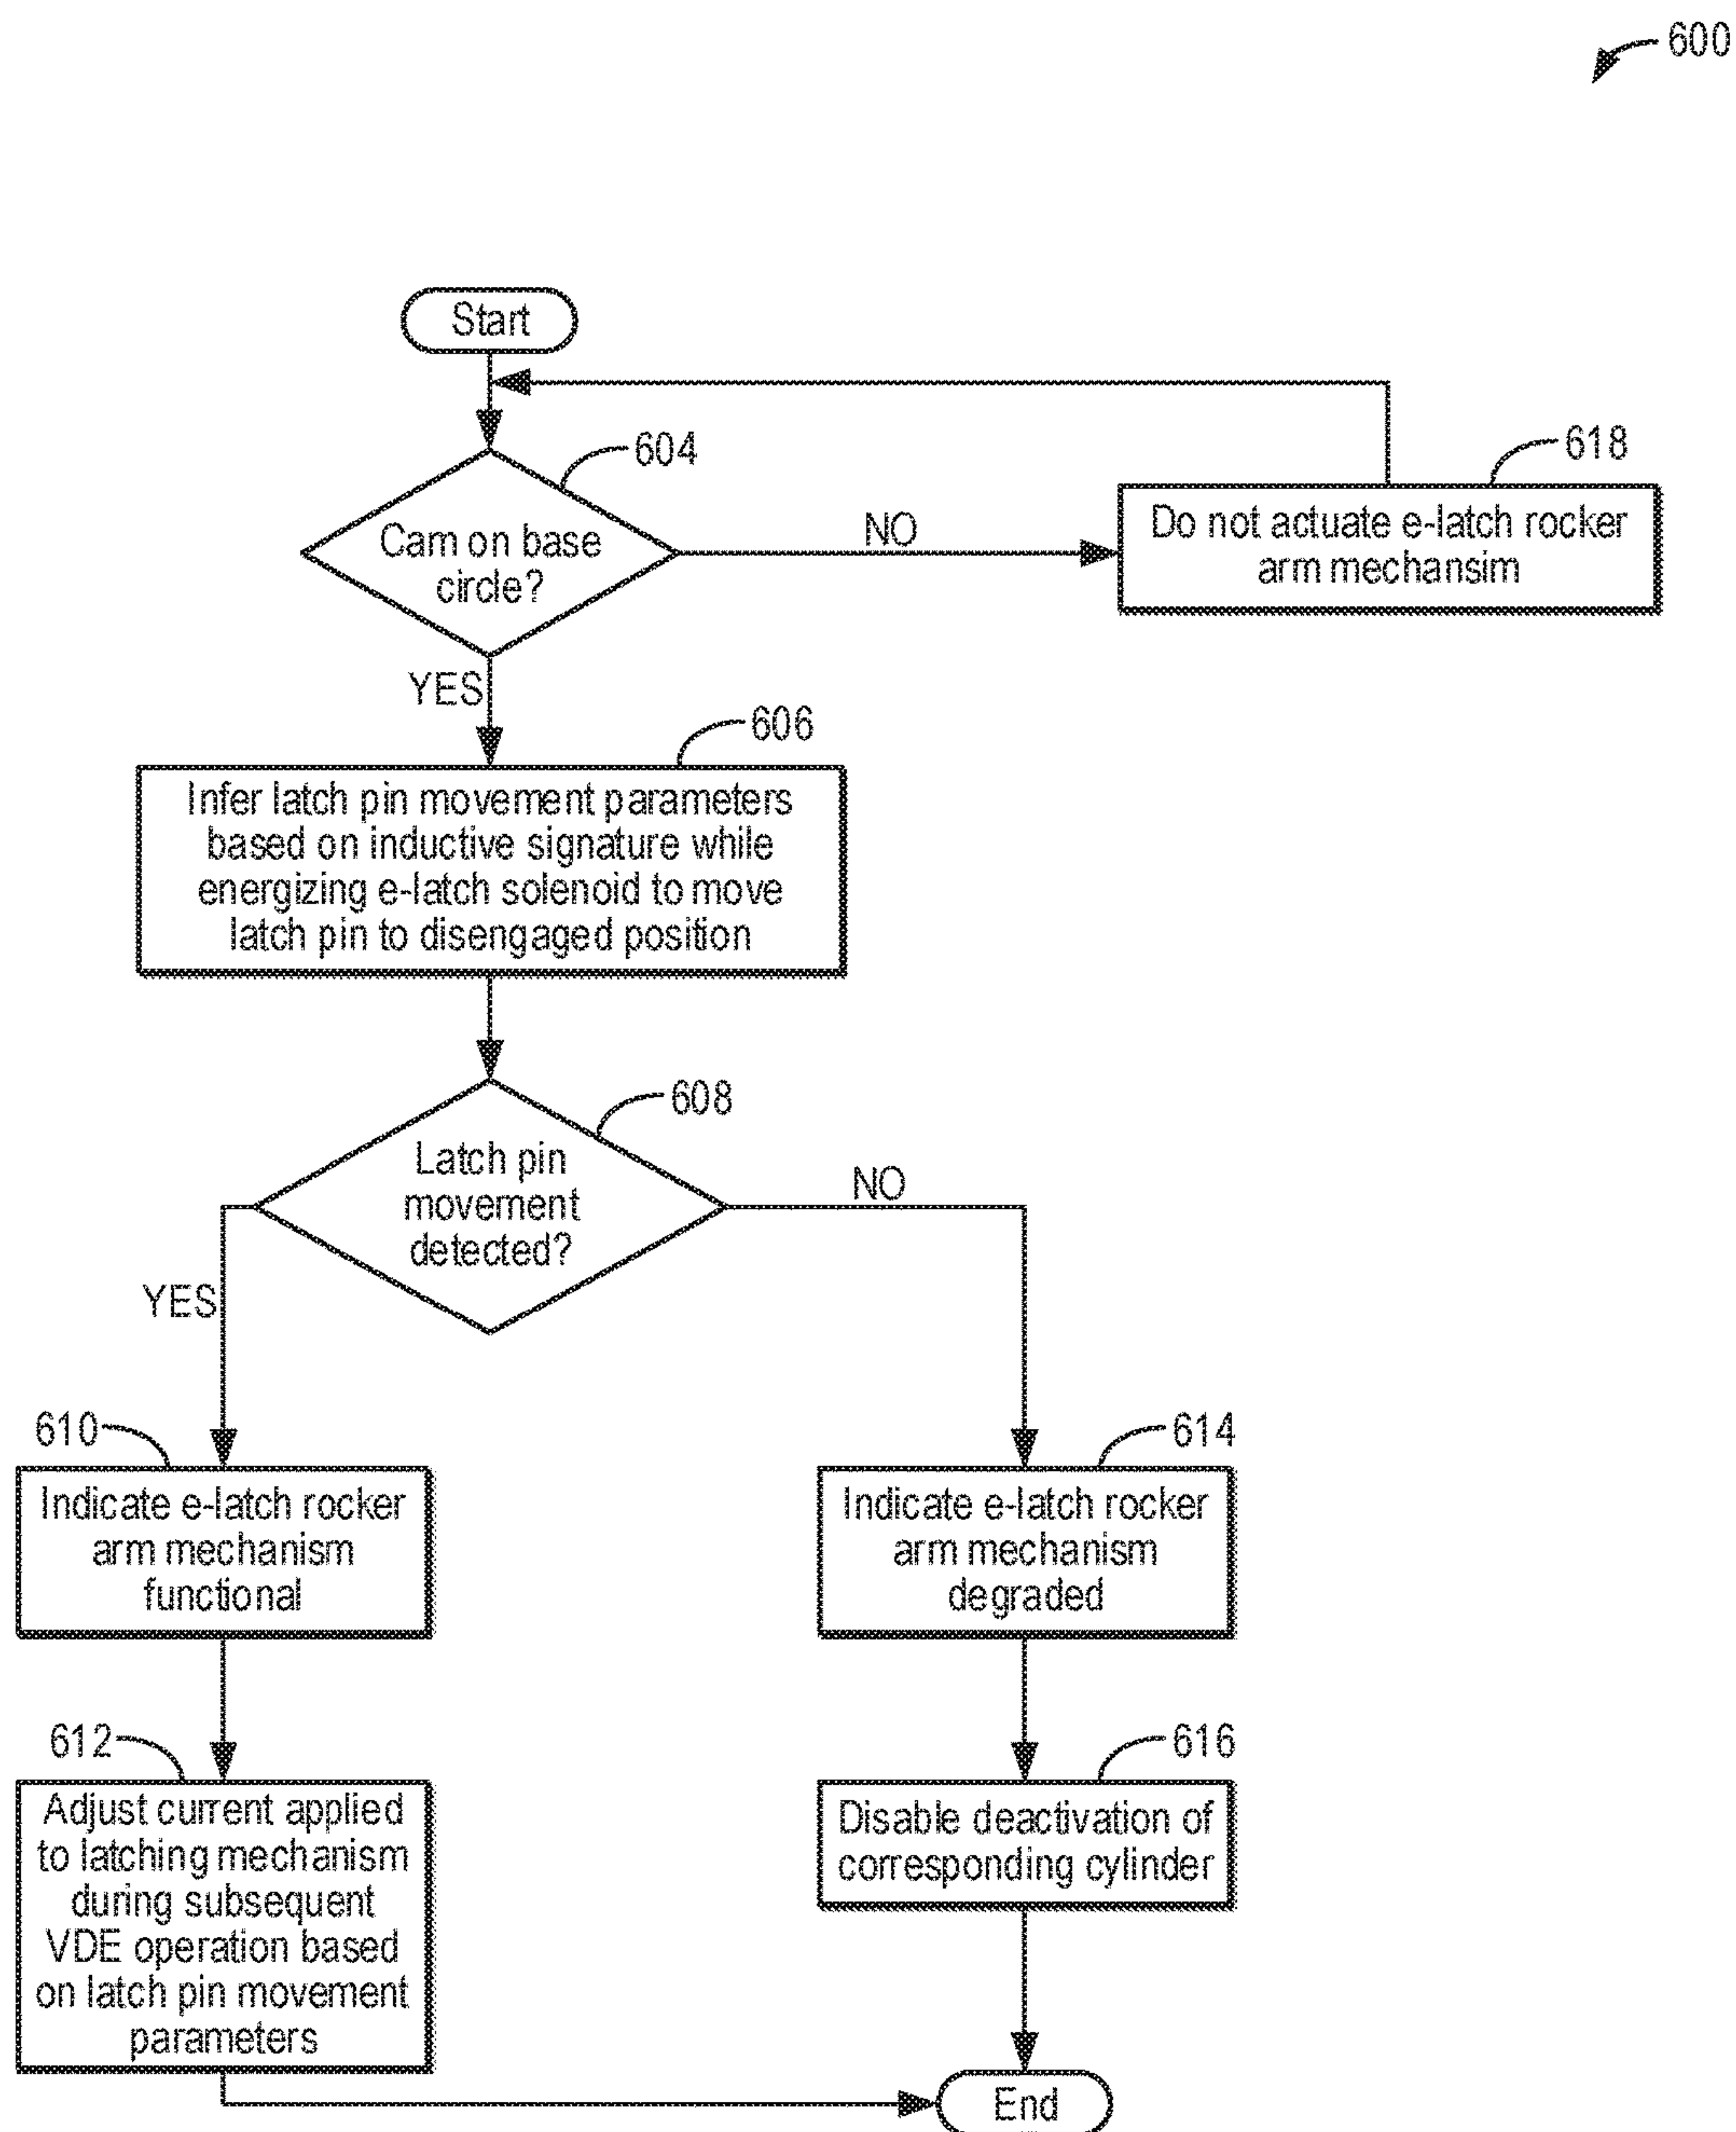 600
Start
604
Cam on base
circle?
NO
618
Do not actuate e-latch rocker
arm mechansim
YES
606
Infer latch pin movement parameters
based on inductive signature while
energizing e-latch solenoid to move
latch pin to disengaged position
608
Latch pin
movement
detected?
NO
YES
610
Indicate e-latch rocker
arm mechanism
functional
614
Indicate e-latch rocker
arm mechanism
degraded
612
Adjust current applied
to latching mechanism
during subsequent
VDE operation based
on latch pin movement
parameters
616
Disable deactivation of
corresponding cylinder
End